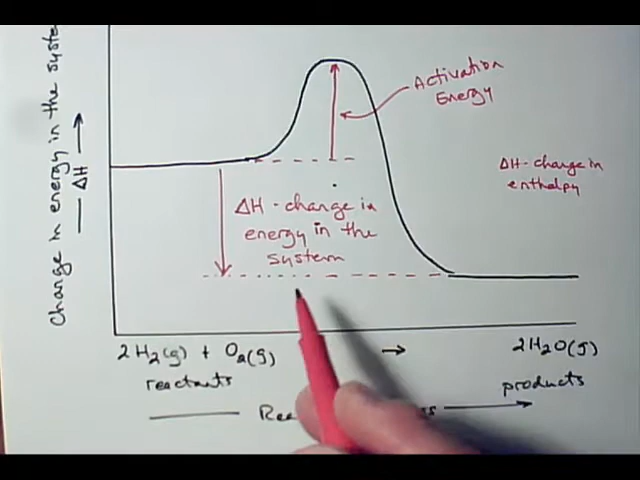 Change in energy in the syste
ΔH
Activation
Energy
ΔH - change in
enthalpy
ΔH - change in
energy in the
system
2H₂(g) + O₂(g) → 2H₂O(g)
reactants
products